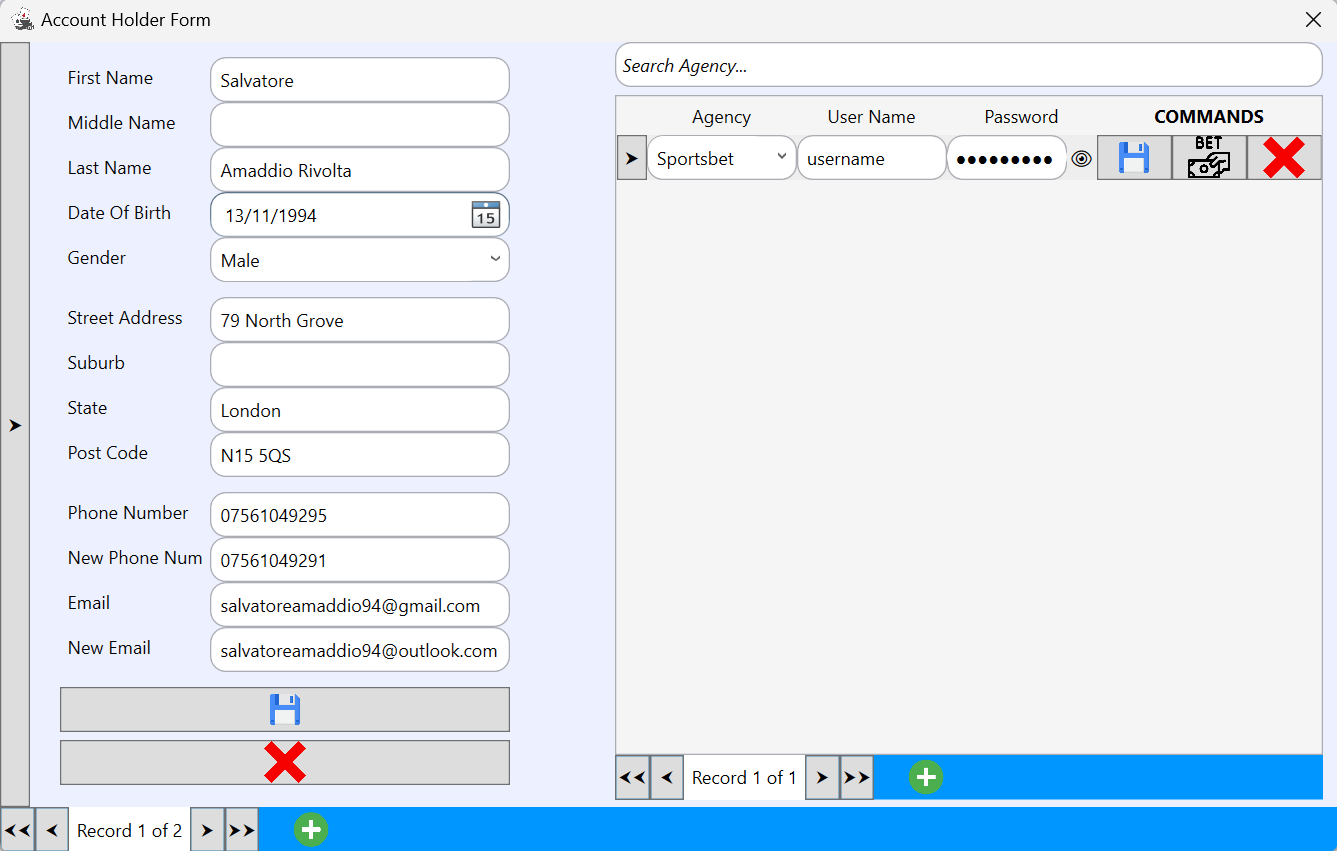 Account Holder Form
First Name Salvatore
Middle Name
Last Name Amaddio Rivolta
Date Of Birth 13/11/1994 15
Gender Male
Street Address 79 North Grove
Suburb
State London
Post Code N15 5QS
Phone Number 07561049295
New Phone Num 07561049291
Email salvatoreamaddio94@gmail.com
New Email salvatoreamaddio94@outlook.com
Search Agency...
Agency User Name Password COMMANDS
Sportsbet username ●●●●●●●●● BET
Record 1 of 1
Record 1 of 2